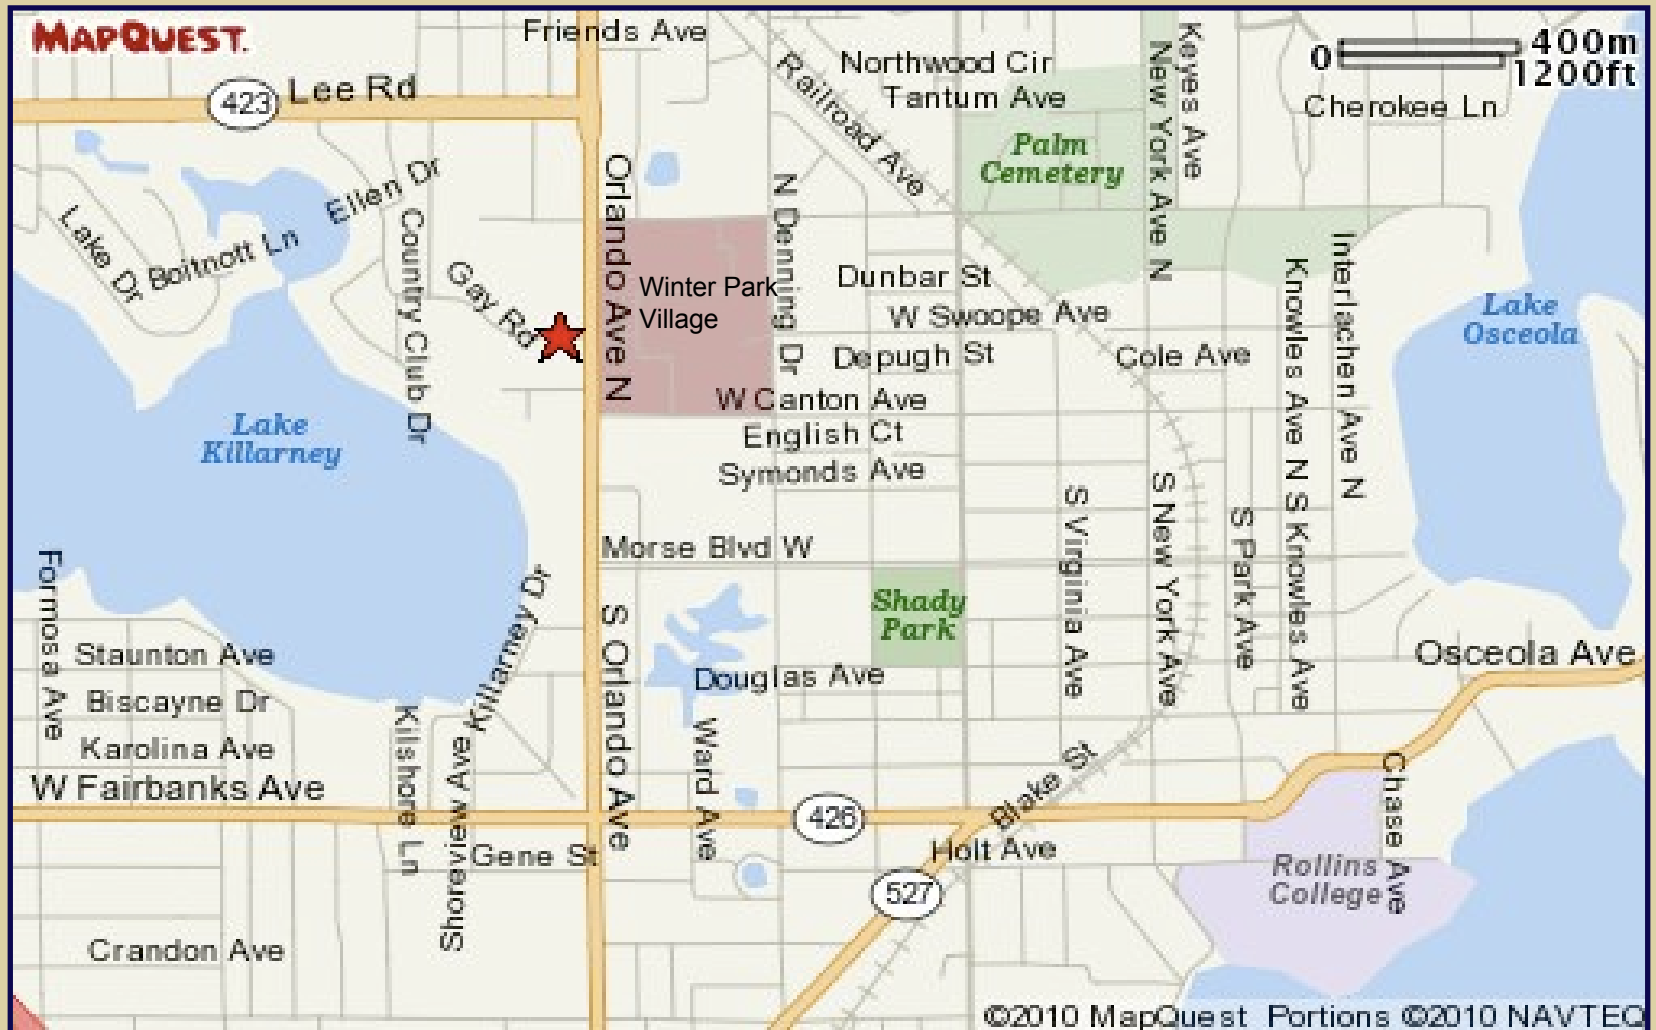 MAPQUEST.
Friends Ave
0
400m
1200ft
Northwood Cir
Tantum Ave
Railroad Ave
Keyes Ave
New York Ave N
Cherokee Ln
423
Lee Rd
Palm
Cemetery
Ellen Dr
Lake Dr
Boitnott Ln
Country Club Dr
Gay Rd
Orlando Ave N
Winter Park
Village
N Denning Dr
Dunbar St
W Swoope Ave
Depugh St
Cole Ave
Knowles Ave N
Interlachen Ave N
Lake
Osceola
W Canton Ave
English Ct
Symonds Ave
Lake
Killarney
Morse Blvd W
S Virginia Ave
S New York Ave
S Park Ave
S Knowles Ave
Formosa Ave
Killarney Dr
S Orlando Ave
Shady
Park
Staunton Ave
Biscayne Dr
Karolina Ave
W Fairbanks Ave
Douglas Ave
Osceola Ave
Kilshore Ln
Shoreview Ave
Ward Ave
Blake St
Chase Ave
426
Gene St
Holt Ave
527
Rollins
College
Crandon Ave
©2010 MapQuest Portions ©2010 NAVTEQ